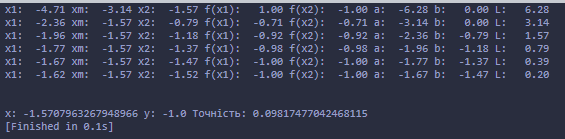 x1: -4.71 xm: -3.14 x2: -1.57 f(x1): 1.00 f(x2): -1.00 a: -6.28 b: 0.00 L: 6.28
x1: -2.36 xm: -1.57 x2: -0.79 f(x1): -0.71 f(x2): -0.71 a: -3.14 b: 0.00 L: 3.14
x1: -1.96 xm: -1.57 x2: -1.18 f(x1): -0.92 f(x2): -0.92 a: -2.36 b: -0.79 L: 1.57
x1: -1.77 xm: -1.57 x2: -1.37 f(x1): -0.98 f(x2): -0.98 a: -1.96 b: -1.18 L: 0.79
x1: -1.67 xm: -1.57 x2: -1.47 f(x1): -1.00 f(x2): -1.00 a: -1.77 b: -1.37 L: 0.39
x1: -1.62 xm: -1.57 x2: -1.52 f(x1): -1.00 f(x2): -1.00 a: -1.67 b: -1.47 L: 0.20
x: -1.5707963267948966 y: -1.0 Точність: 0.09817477042468115
[Finished in 0.1s]